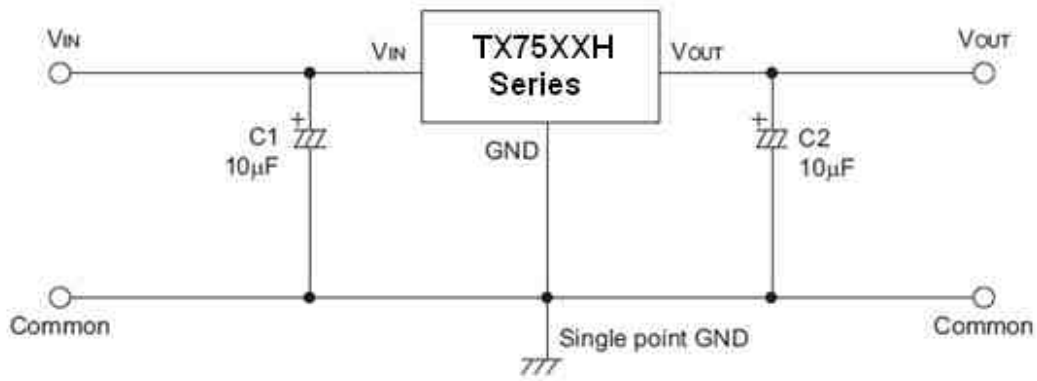 VIN
VIN
TX75XXH
Series
VOUT
VOUT
+
C1
10μF
GND
+
C2
10μF
Common
Single point GND
Common